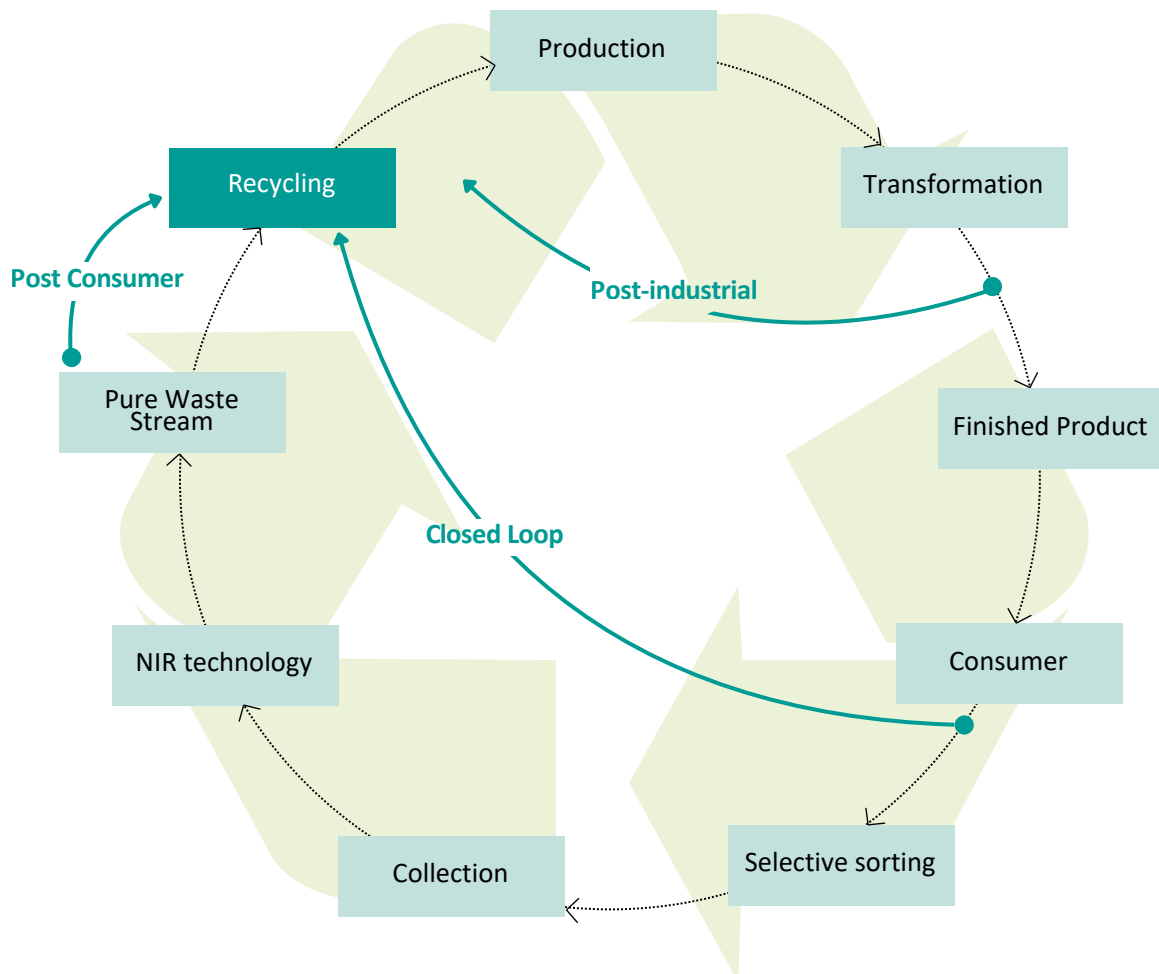 Production
Recycling
Transformation
Post Consumer
Post-industrial
Pure Waste
Stream
Finished Product
Closed Loop
NIR technology
Consumer
Collection
Selective sorting